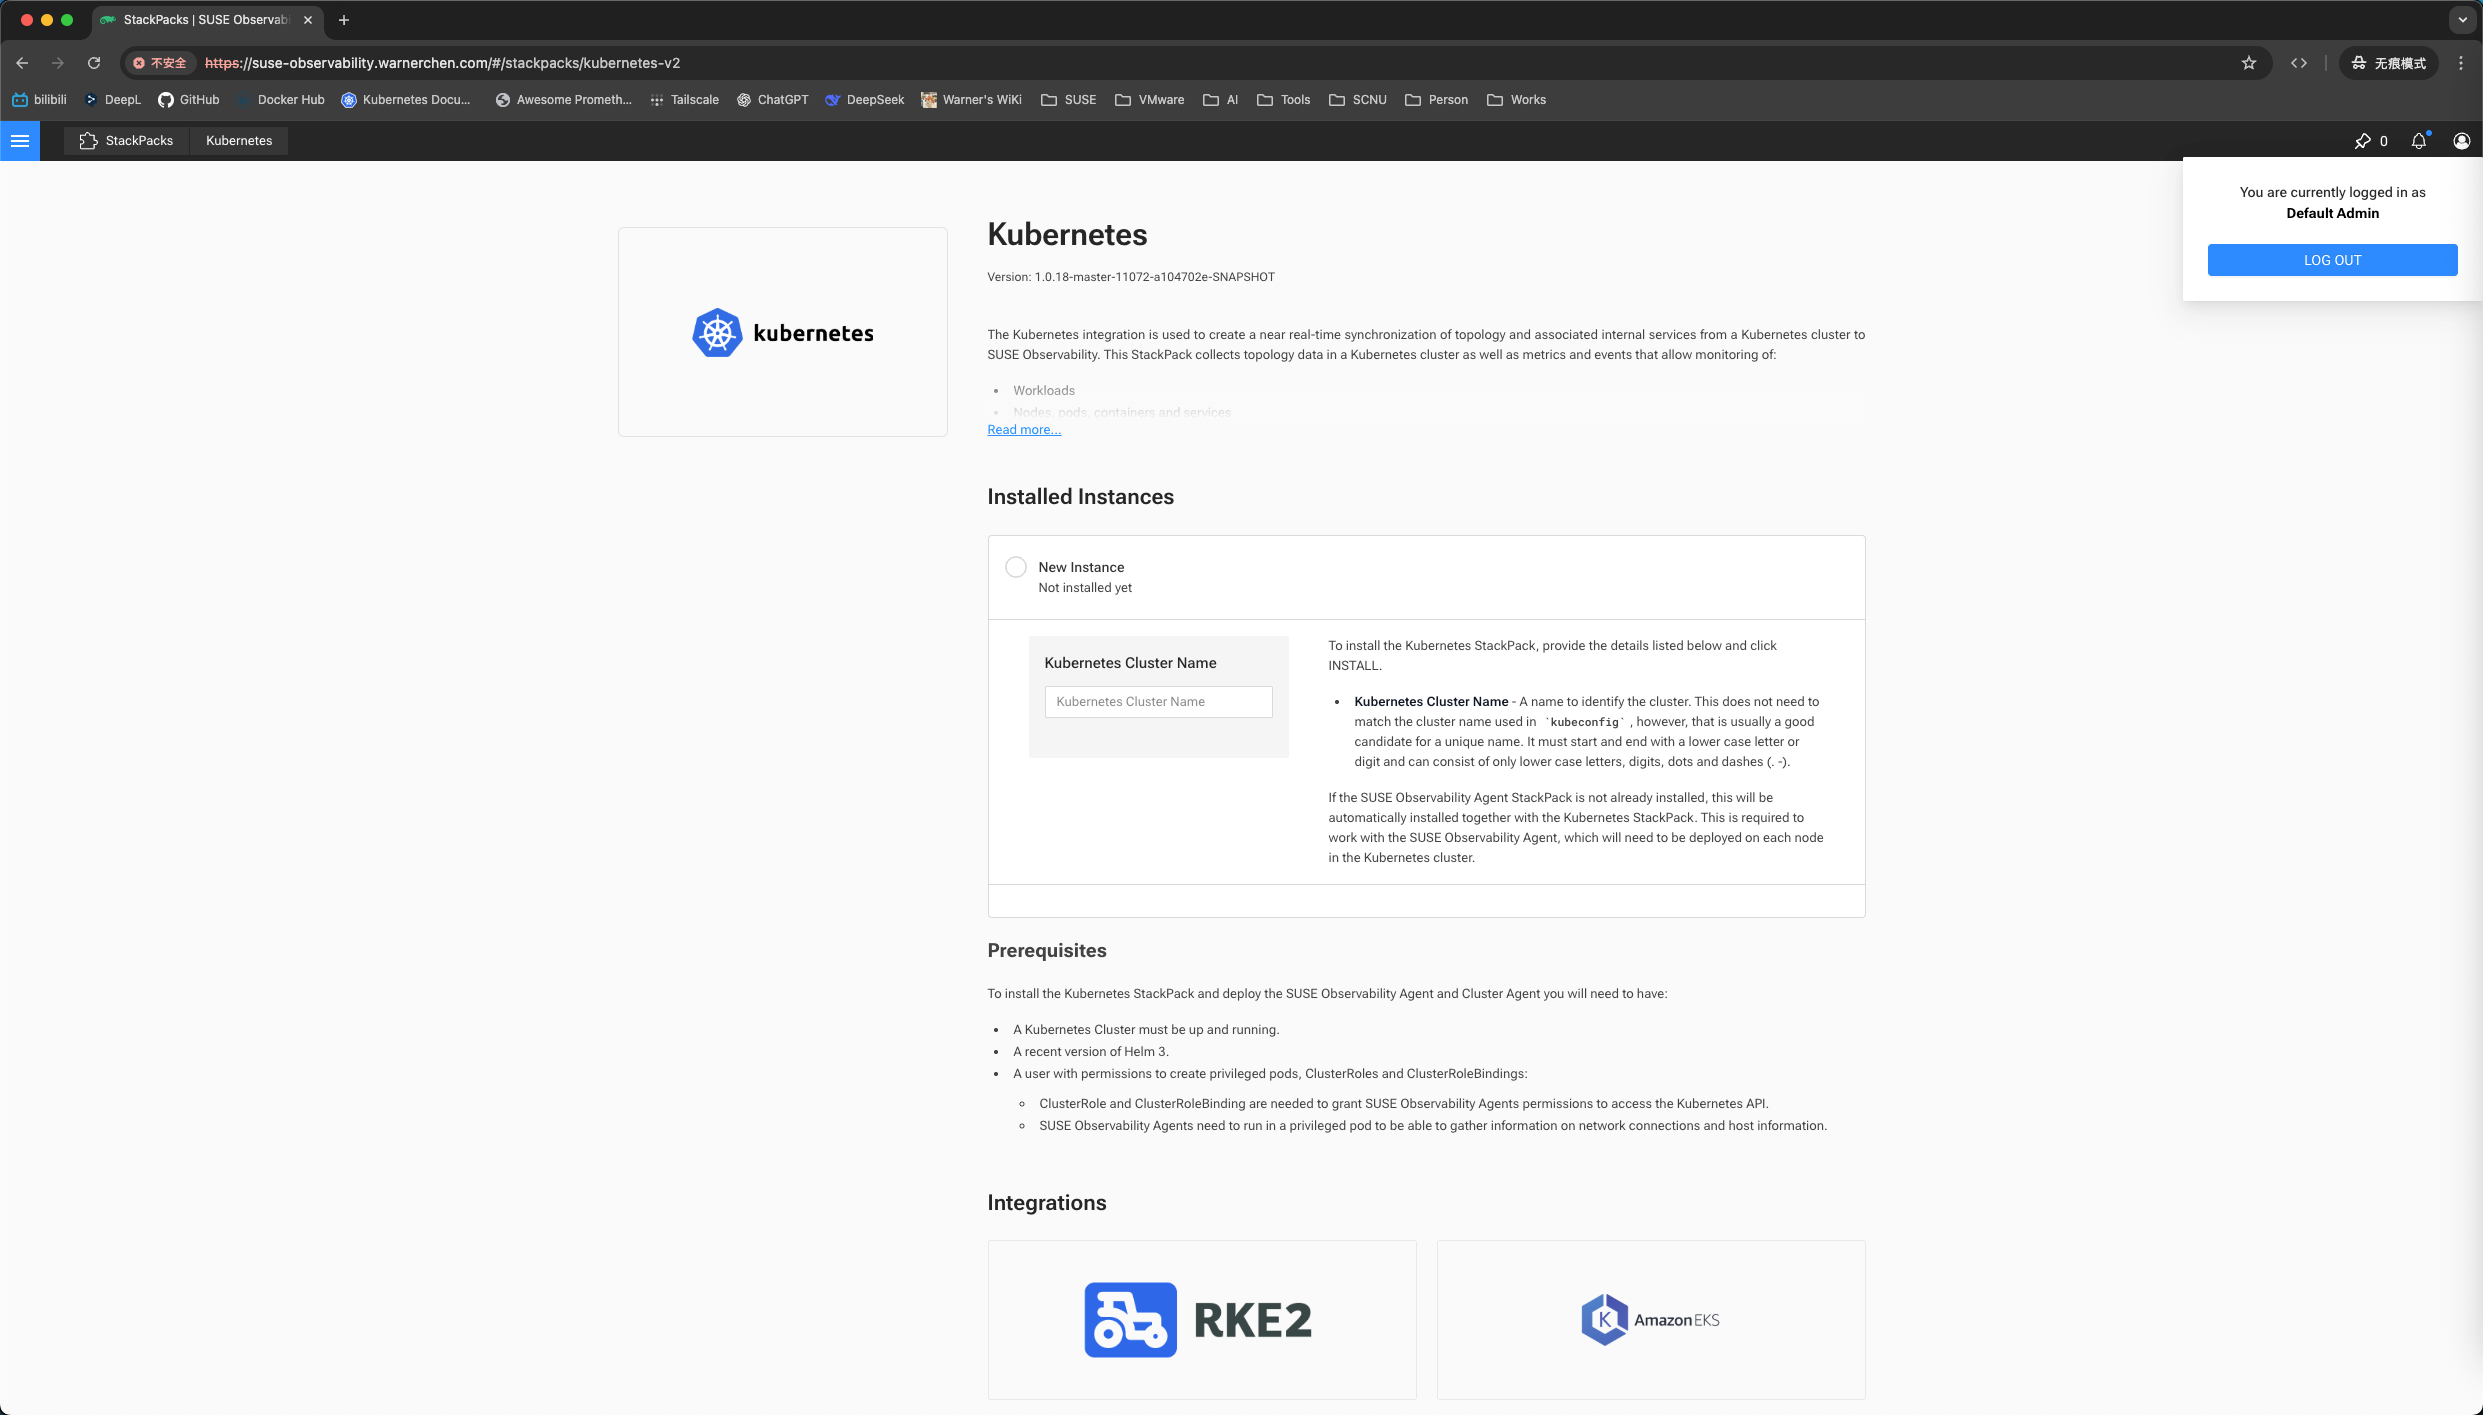 StackPacks | SUSE Observabi
不安全
https://suse-observability.warnerchen.com/#/stackpacks/kubernetes-v2
无痕模式
bilibili
DeepL
GitHub
Docker Hub
Kubernetes Docu...
Awesome Prometh...
Tailscale
ChatGPT
DeepSeek
Warner's WiKi
SUSE
VMware
AI
Tools
SCNU
Person
Works
StackPacks
Kubernetes
0
You are currently logged in as
Default Admin
LOG OUT
kubernetes
Kubernetes
Version: 1.0.18-master-11072-a104702e-SNAPSHOT
The Kubernetes integration is used to create a near real-time synchronization of topology and associated internal services from a Kubernetes cluster to
SUSE Observability. This StackPack collects topology data in a Kubernetes cluster as well as metrics and events that allow monitoring of:
• Workloads
• Nodes, pods, containers and services
Read more...
Installed Instances
New Instance
Not installed yet
Kubernetes Cluster Name
Kubernetes Cluster Name
To install the Kubernetes StackPack, provide the details listed below and click
INSTALL.
• Kubernetes Cluster Name - A name to identify the cluster. This does not need to
match the cluster name used in `kubeconfig` , however, that is usually a good
candidate for a unique name. It must start and end with a lower case letter or
digit and can consist of only lower case letters, digits, dots and dashes (. -).
If the SUSE Observability Agent StackPack is not already installed, this will be
automatically installed together with the Kubernetes StackPack. This is required to
work with the SUSE Observability Agent, which will need to be deployed on each node
in the Kubernetes cluster.
Prerequisites
To install the Kubernetes StackPack and deploy the SUSE Observability Agent and Cluster Agent you will need to have:
• A Kubernetes Cluster must be up and running.
• A recent version of Helm 3.
• A user with permissions to create privileged pods, ClusterRoles and ClusterRoleBindings:
◦ ClusterRole and ClusterRoleBinding are needed to grant SUSE Observability Agents permissions to access the Kubernetes API.
◦ SUSE Observability Agents need to run in a privileged pod to be able to gather information on network connections and host information.
Integrations
RKE2
K Amazon EKS